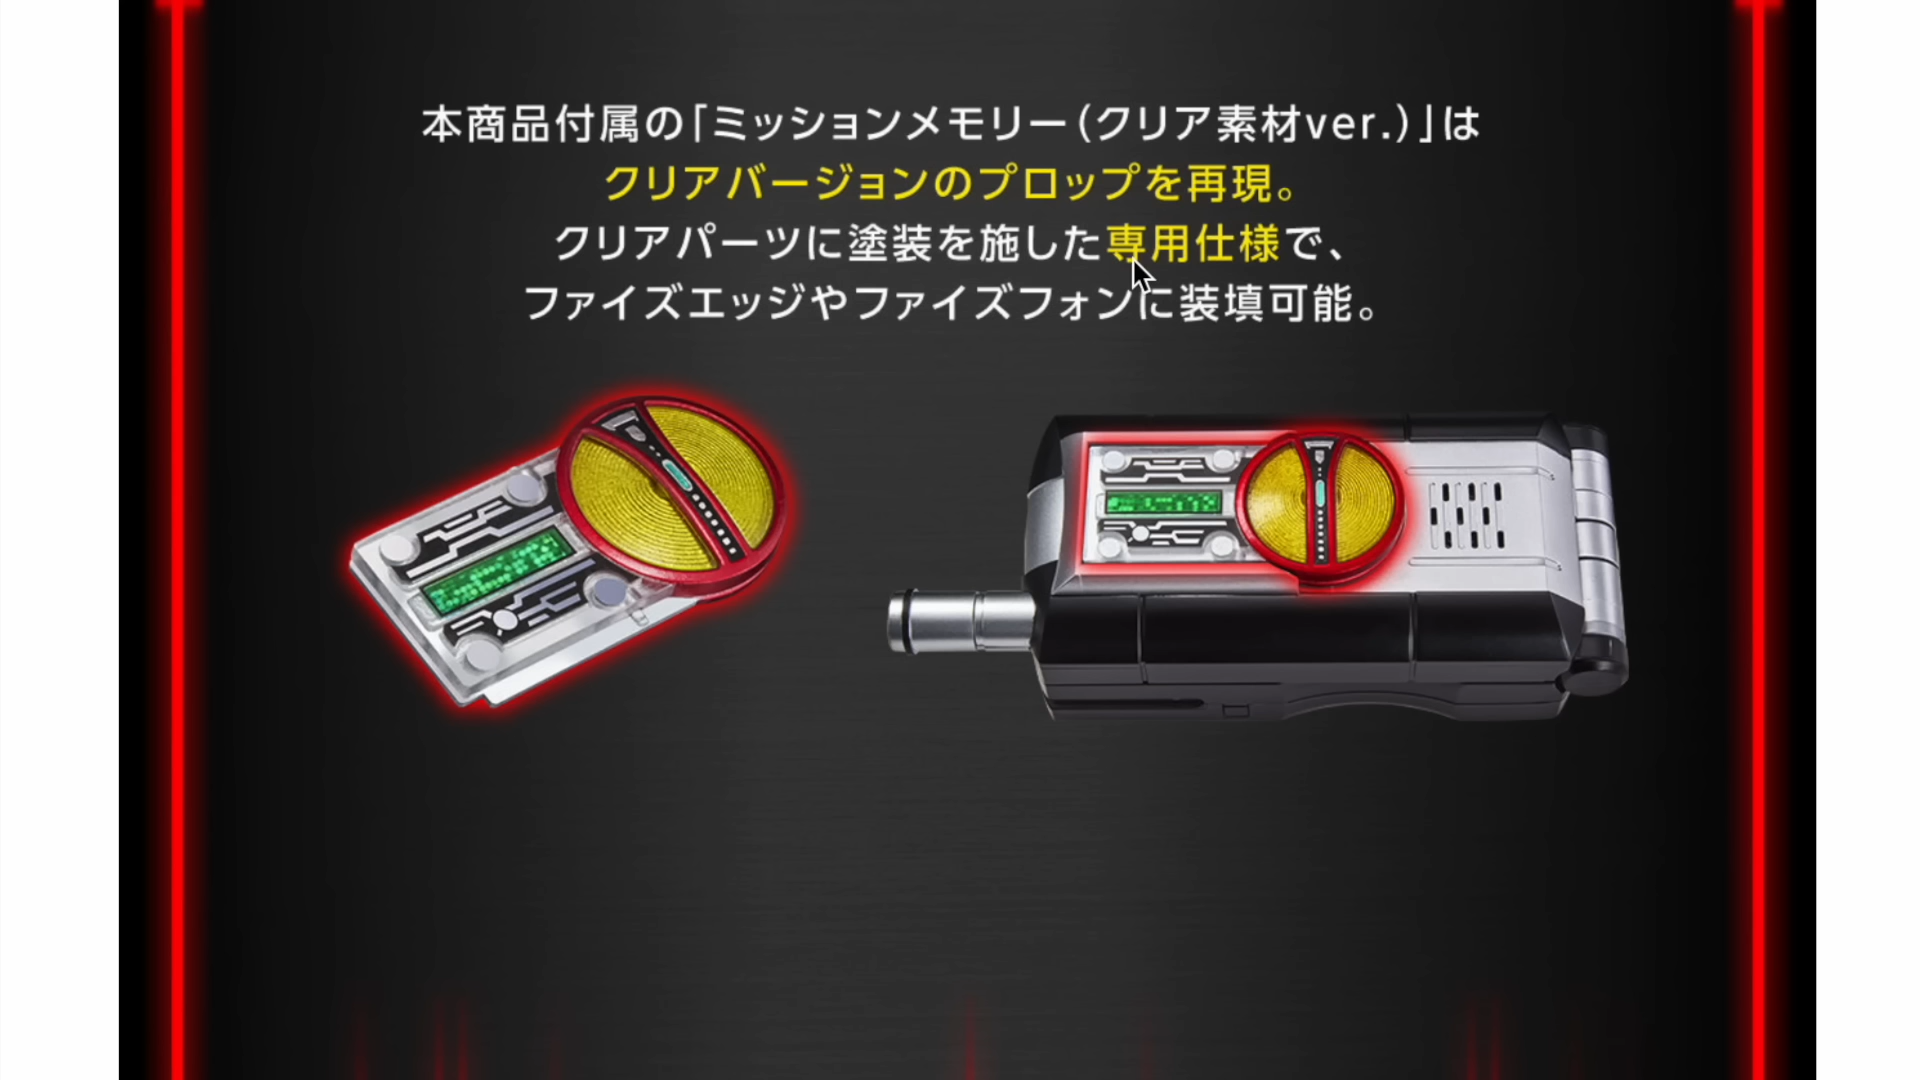 本商品付属の「ミッションメモリー(クリア素材ver.)」は
クリアバージョンのプロップを再現。
クリアパーツに塗装を施した専用仕様で、
ファイズエッジやファイズフォンに装填可能。